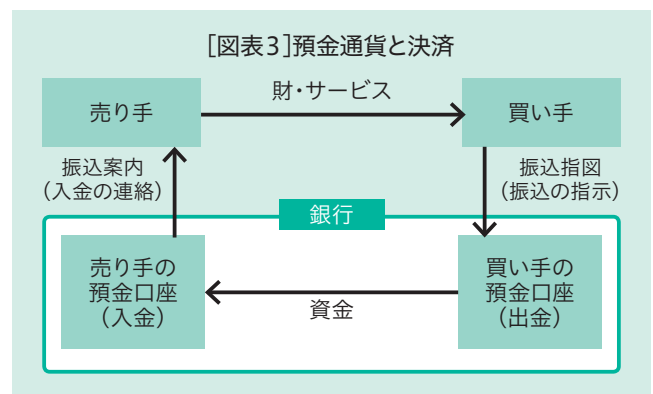 [図表3]預金通貨と決済
売り手
財・サービス
買い手
振込案内
(入金の連絡)
振込指図
(振込の指示)
銀行
売り手の
預金口座
(入金)
資金
買い手の
預金口座
(出金)